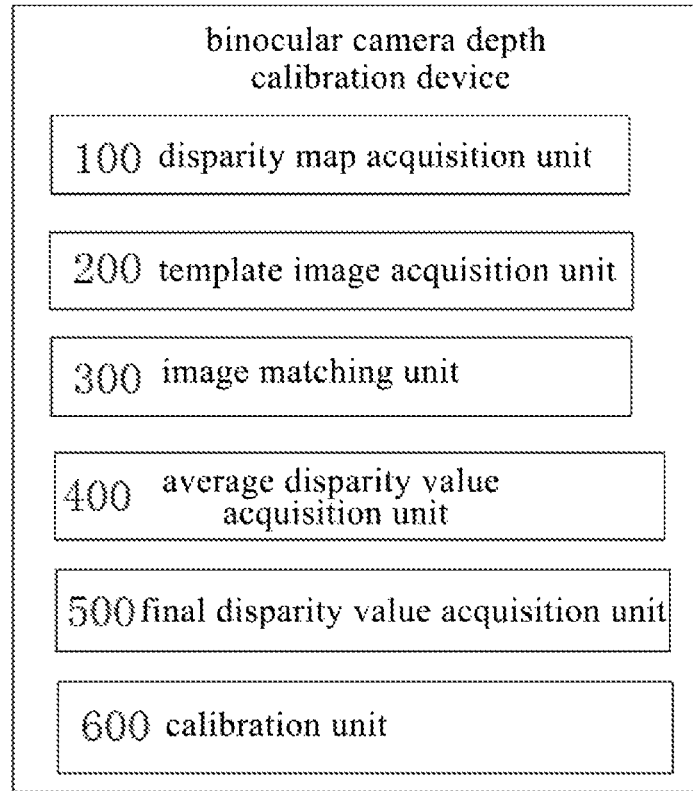 binocular camera depth
calibration device
100 disparity map acquisition unit
200 template image acquisition unit
300 image matching unit
400 average disparity value
acquisition unit
500 final disparity value acquisition unit
600 calibration unit